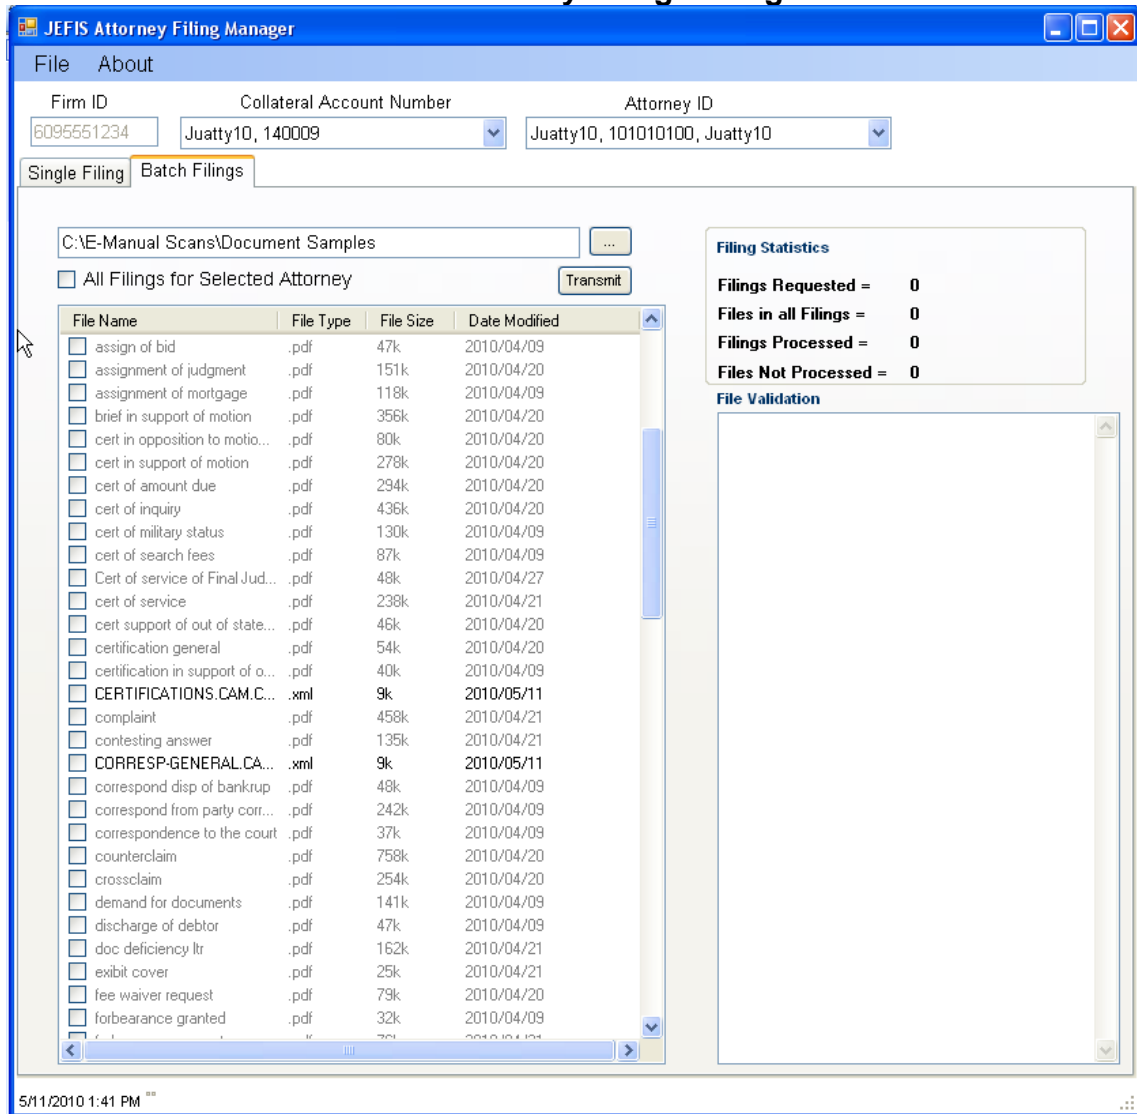 JEFIS Attorney Filing Manager
File About
Firm ID Collateral Account Number Attorney ID
6095551234 Juatty10, 140009 Juatty10, 101010100, Juatty10
Single Filing Batch Filings
C:\E-Manual Scans\Document Samples ...
All Filings for Selected Attorney Transmit
File Name File Type File Size Date Modified
assign of bid .pdf 47k 2010/04/09
assignment of judgment .pdf 151k 2010/04/20
assignment of mortgage .pdf 118k 2010/04/09
brief in support of motion .pdf 356k 2010/04/20
cert in opposition to motio... .pdf 80k 2010/04/20
cert in support of motion .pdf 278k 2010/04/20
cert of amount due .pdf 294k 2010/04/20
cert of inquiry .pdf 436k 2010/04/20
cert of military status .pdf 130k 2010/04/09
cert of search fees .pdf 87k 2010/04/09
Cert of service of Final Jud... .pdf 48k 2010/04/27
cert of service .pdf 238k 2010/04/21
cert support of out of state... .pdf 46k 2010/04/20
certification general .pdf 54k 2010/04/20
certification in support of o... .pdf 40k 2010/04/09
CERTIFICATIONS.CAM.C... .xml 9k 2010/05/11
complaint .pdf 458k 2010/04/21
contesting answer .pdf 135k 2010/04/21
CORRESP-GENERAL.CA... .xml 9k 2010/05/11
correspond disp of bankrup .pdf 48k 2010/04/09
correspond from party corr... .pdf 242k 2010/04/09
correspondence to the court .pdf 37k 2010/04/09
counterclaim .pdf 758k 2010/04/20
crossclaim .pdf 254k 2010/04/20
demand for documents .pdf 141k 2010/04/09
discharge of debtor .pdf 47k 2010/04/09
doc deficiency ltr .pdf 162k 2010/04/21
exibit cover .pdf 25k 2010/04/21
fee waiver request .pdf 79k 2010/04/20
forbearance granted .pdf 32k 2010/04/09
Filing Statistics
Filings Requested = 0
Files in all Filings = 0
Filings Processed = 0
Files Not Processed = 0
File Validation
5/11/2010 1:41 PM